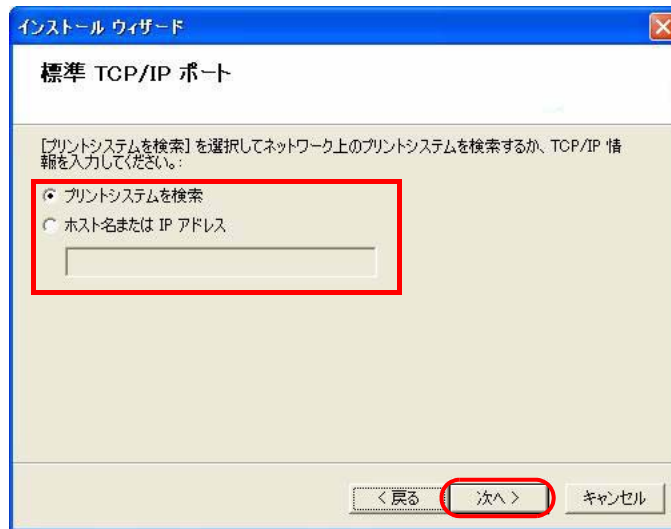 インストール ウィザード
標準 TCP/IP ポート
[プリントシステムを検索] を選択してネットワーク上のプリントシステムを検索するか、TCP/IP 情
報を入力してください。:
プリントシステムを検索
ホスト名または IP アドレス
< 戻る 次へ > キャンセル